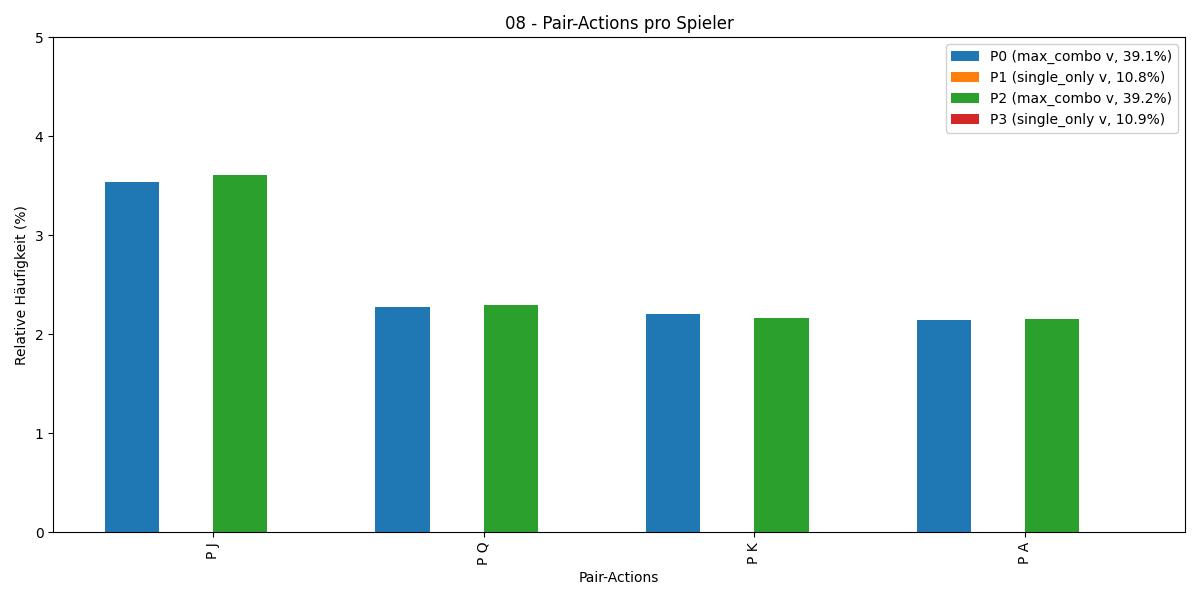 08 - Pair-Actions pro Spieler
P0 (max_combo v, 39.1%)
P1 (single_only v, 10.8%)
P2 (max_combo v, 39.2%)
P3 (single_only v, 10.9%)
Relative Häufigkeit (%)
5
4
3
2
1
0
P J
P Q
P K
P A
Pair-Actions